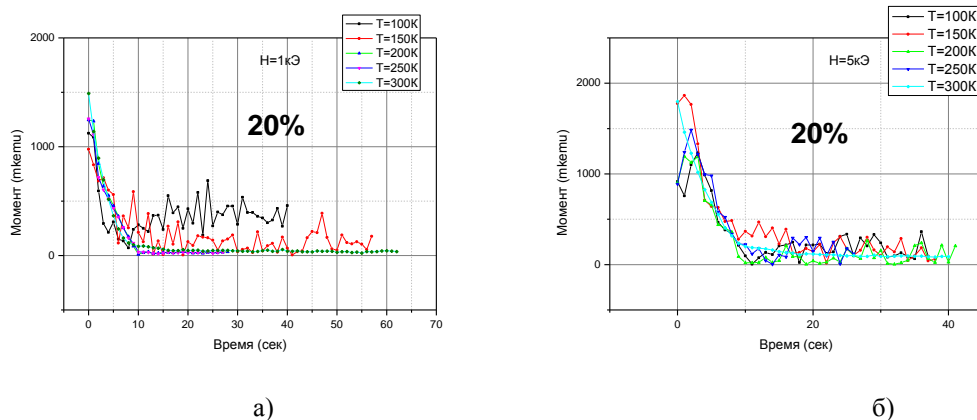 2000
1000
0
Момент (mkemu)
H=1кЭ
20%
T=100K
T=150K
T=200K
T=250K
T=300K
0 10 20 30 40 50 60 70
Время (сек)
а)
2000
1000
0
Момент (mkemu)
H=5кЭ
20%
T=100K
T=150K
T=200K
T=250K
T=300K
0 20 40
Время (сек)
б)